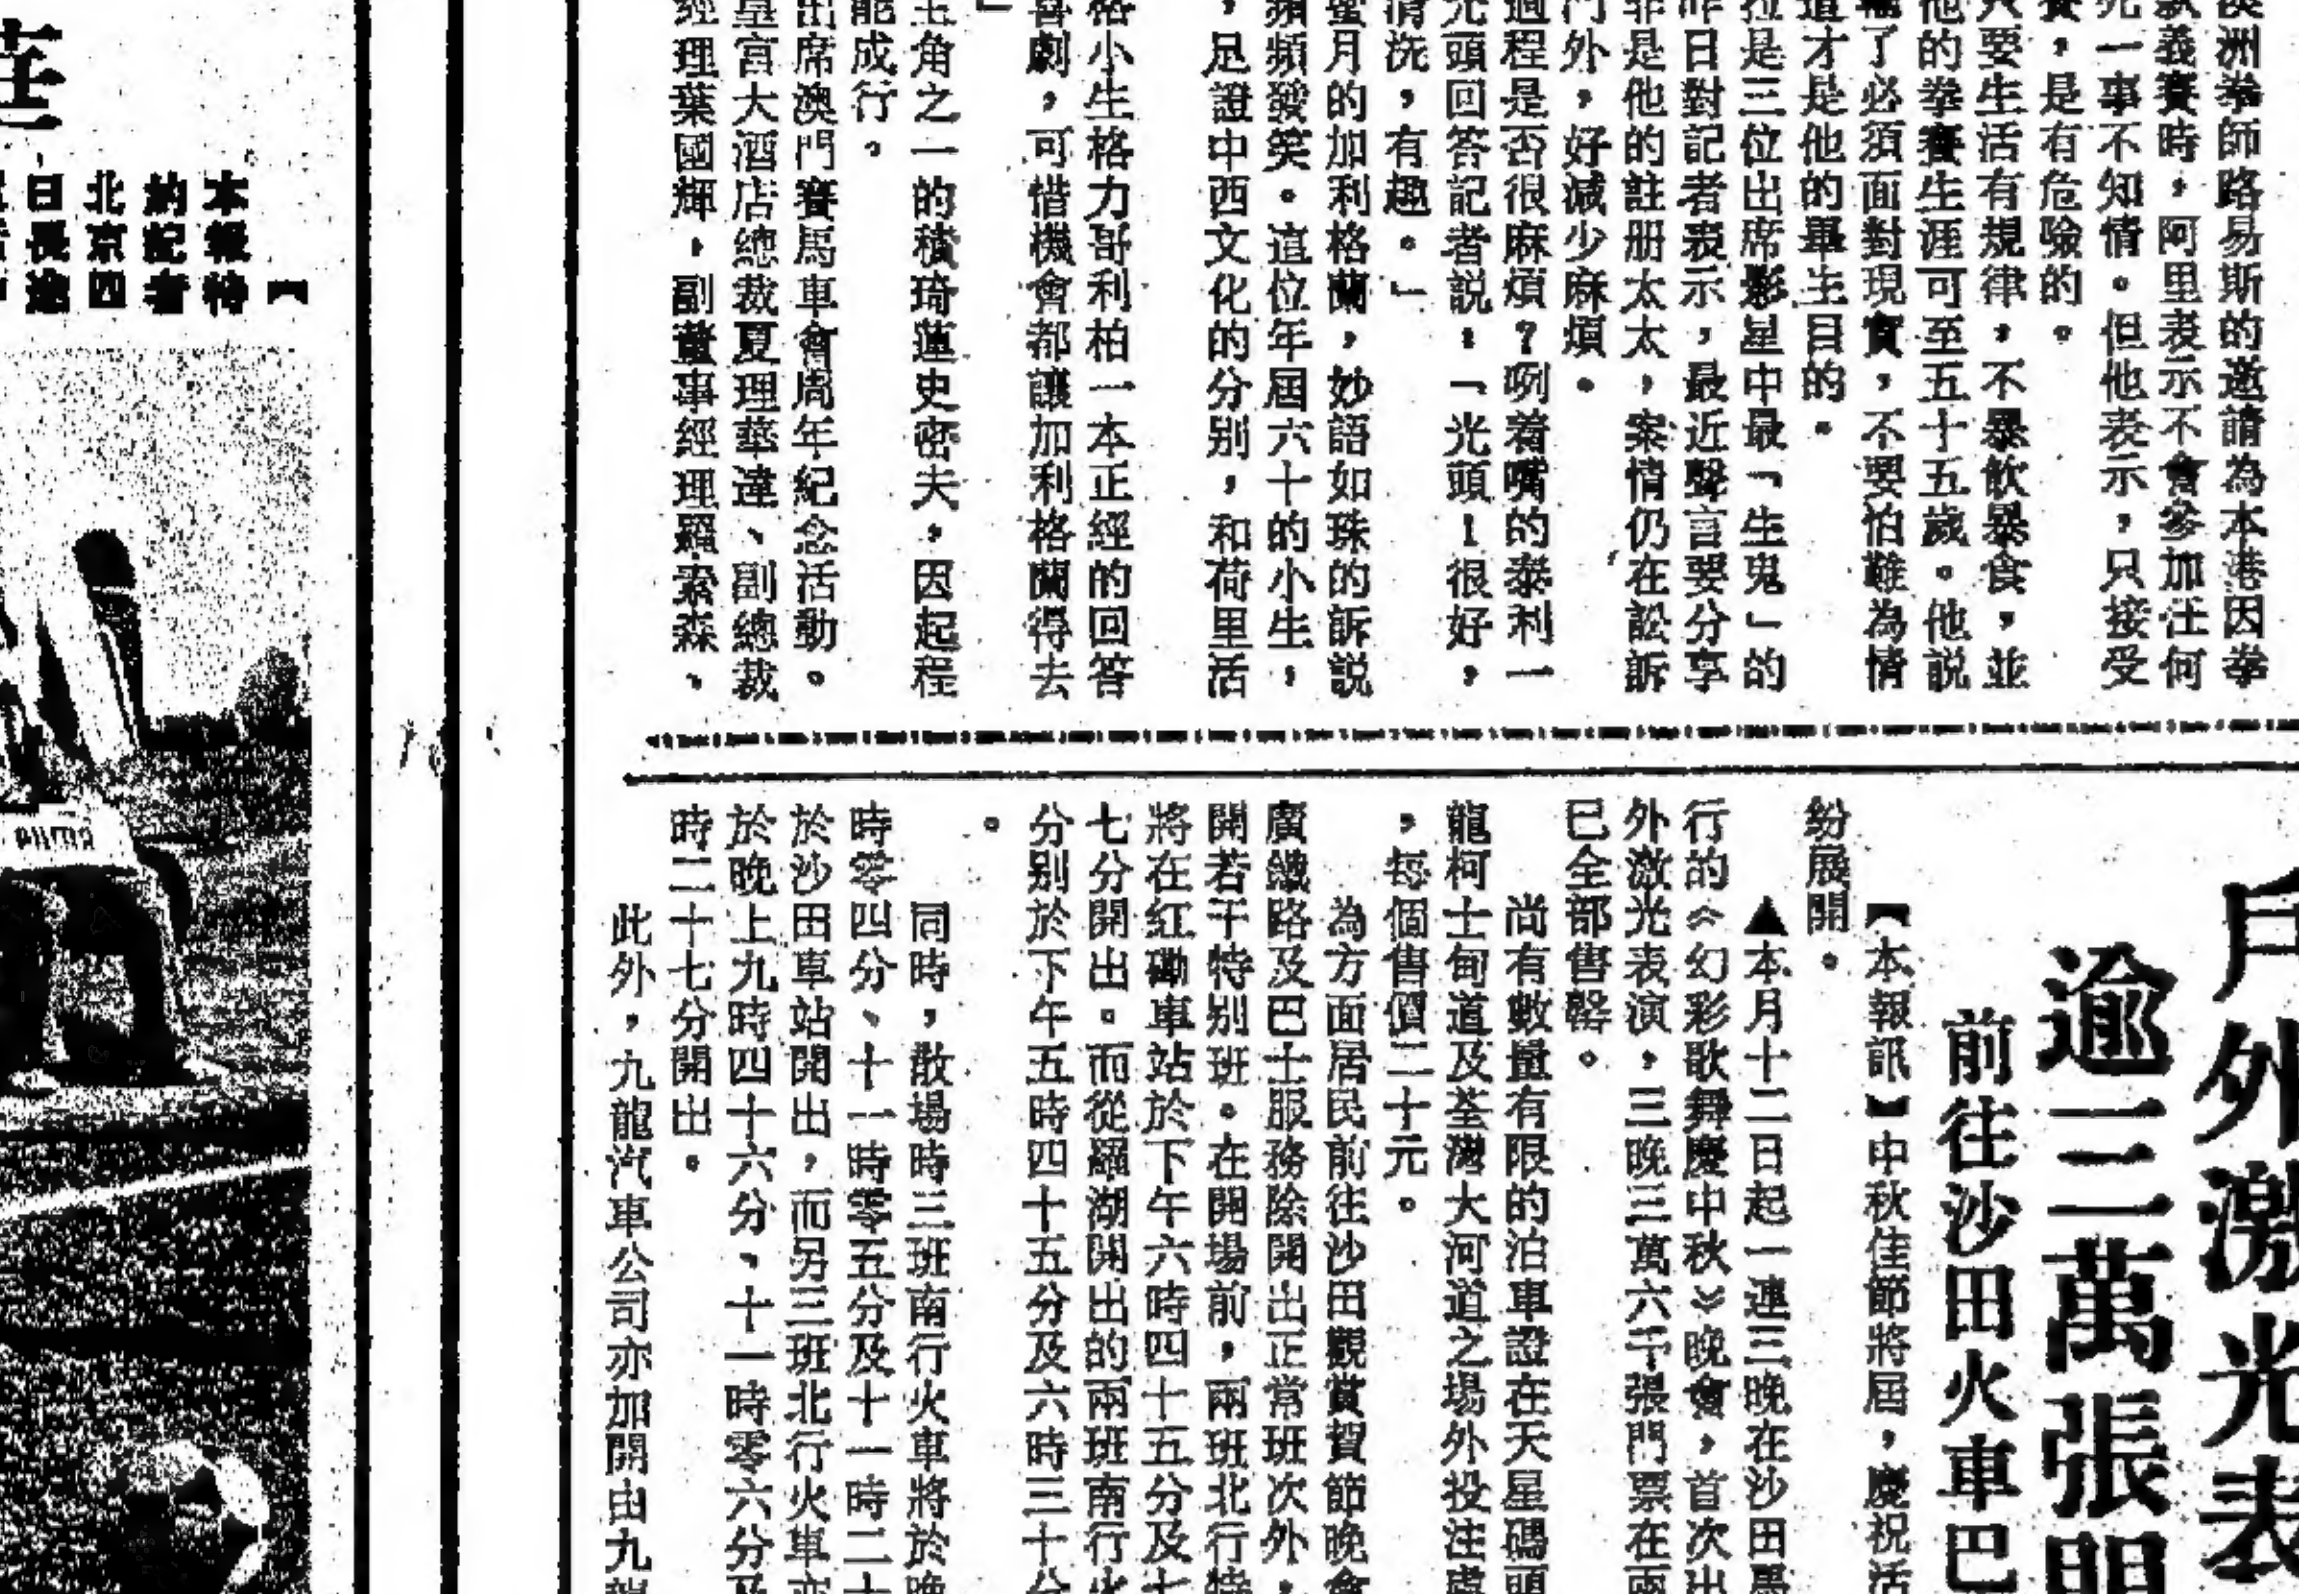 澳洲拳師路易斯的邀請為本港因拳
義賽時，阿里表示不會參加任何
死一事不知情。但他表示，只接受
賽，是有危險的。
只要生活有規律，不暴飲暴食，並
他的拳賽生涯可至五十五歲。他說
了必須面對現實，不要怕難為情
道才是他的畢生目的。
拉是三位出席影星中最「生鬼」的
昨日對記者表示，最近聲言要分享
非是他的註册太太，案情仍在訟訴
門外，好減少麻煩。
過程是否很麻煩？咧着嘴的泰利一
光頭回答記者説：「光頭！很好，
清洗，有趣。」
蜜月的加利格蘭，妙語如珠的訴説
頻頻發笑。這位年屆六十的小生，
，足證中西文化的分别，和荷里活
格小生格力哥利柏一本正經的回答
喜劇，可惜機會都讓加利格蘭得去
」
主角之一的積琦蓮史密夫，因起程
能成行。
出席澳門賽馬車會周年紀念活動。
皇宮大酒店總裁夏理華達、副總裁
經理葉國輝，副董事經理羅索森、
戶外激光表
逾三萬張門
前往沙田火車巴
【本報訊】中秋佳節將屆，慶祝活
紛展開。
▲本月十二日起一連三晚在沙田馬
行的《幻彩歌舞慶中秋》晚會，首次出
外激光表演，三晚三萬六千張門票在兩
已全部售罄。
尚有數量有限的泊車證在天星碼頭
龍柯士甸道及荃灣大河道之場外投注處
，每個售價二十元。
為方面居民前往沙田觀賞賀節晚會
廣鐵路及巴士服務除開出正常班次外，
開若干特别班。在開場前，兩班北行特
將在紅磡車站於下午六時四十五分及七
七分開出。而從羅湖開出的兩班南行火
分别於下午五時四十五分及六時三十分
。
同時，散場時三班南行火車將於晚
時零四分、十一時零五分及十一時二十
於沙田車站開出，而另三班北行火車亦
於晚上九時四十六分、十一時零六分及
時二十七分開出。
此外，九龍汽車公司亦加開由九龍
【
本報特
約記者
北京四
日長途